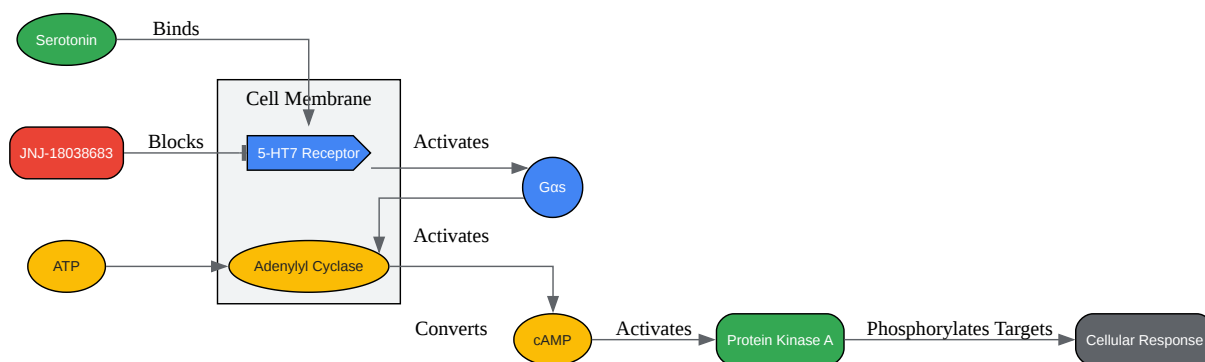 Serotonin
Binds
Cell Membrane
JNJ-18038683
Blocks
5-HT7 Receptor
Activates
Gαs
Activates
ATP
Adenylyl Cyclase
Converts
cAMP
Activates
Protein Kinase A
Phosphorylates Targets
Cellular Response